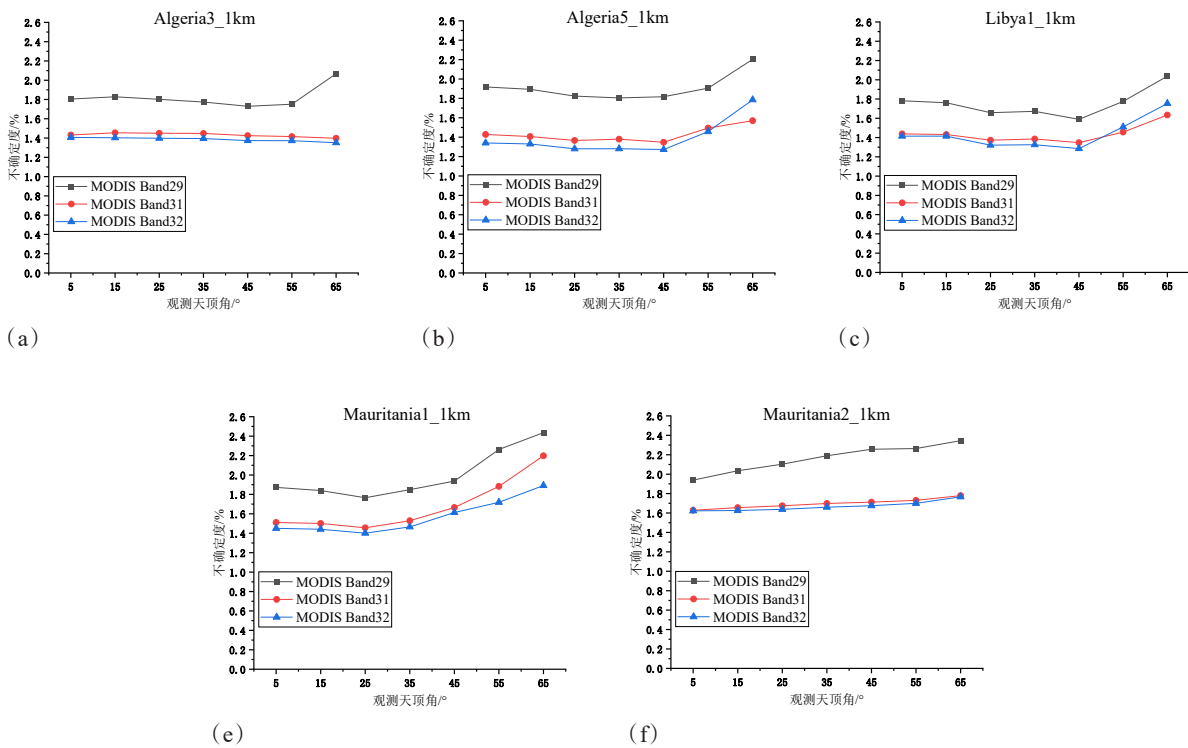 Algeria3_1km
2.6
2.4
2.2
2.0
1.8
1.6
1.4
1.2
1.0
0.8
0.6
0.4
0.2
0.0
不确定度/%
MODIS Band29
MODIS Band31
MODIS Band32
5 15 25 35 45 55 65
观测天顶角/°
(a)
Algeria5_1km
2.6
2.4
2.2
2.0
1.8
1.6
1.4
1.2
1.0
0.8
0.6
0.4
0.2
0.0
不确定度/%
MODIS Band29
MODIS Band31
MODIS Band32
5 15 25 35 45 55 65
观测天顶角/°
(b)
Libya1_1km
2.6
2.4
2.2
2.0
1.8
1.6
1.4
1.2
1.0
0.8
0.6
0.4
0.2
0.0
不确定度/%
MODIS Band29
MODIS Band31
MODIS Band32
5 15 25 35 45 55 65
观测天顶角/°
(c)
Mauritania1_1km
2.6
2.4
2.2
2.0
1.8
1.6
1.4
1.2
1.0
0.8
0.6
0.4
0.2
0.0
不确定度/%
MODIS Band29
MODIS Band31
MODIS Band32
5 15 25 35 45 55 65
观测天顶角/°
(e)
Mauritania2_1km
2.6
2.4
2.2
2.0
1.8
1.6
1.4
1.2
1.0
0.8
0.6
0.4
0.2
0.0
不确定度/%
MODIS Band29
MODIS Band31
MODIS Band32
5 15 25 35 45 55 65
观测天顶角/°
(f)